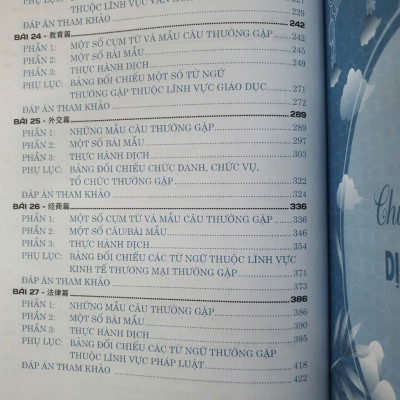 THUỘC LĨNH VỰC VĂN
ĐÁP ÁN THAM KHẢO 229
BÀI 24 - 教育篇 242
PHẦN 1: MỘT SỐ CỤM TỪ VÀ MẪU CÂU THƯỜNG GẶP 242
PHẦN 2: MỘT SỐ BÀI MẪU 245
PHẦN 3: THỰC HÀNH DỊCH 250
PHỤ LỤC: BẢNG ĐỐI CHIẾU MỘT SỐ TỪ NGỮ
THƯỜNG GẶP THUỘC LĨNH VỰC GIÁO DỤC 271
ĐÁP ÁN THAM KHẢO 272
BÀI 25 - 外交篇 289
PHẦN 1: NHỮNG MẪU CÂU THƯỜNG GẶP 289
PHẦN 2: MỘT SỐ BÀI MẪU 297
PHẦN 3: THỰC HÀNH DỊCH 303
PHỤ LỤC: BẢNG ĐỐI CHIẾU CHỨC DANH, CHỨC VỤ,
TỔ CHỨC THƯỜNG GẶP 322
ĐÁP ÁN THAM KHẢO 324
BÀI 26 - 经商篇 336
PHẦN 1: MỘT SỐ CỤM TỪ VÀ MẪU CÂU THƯỜNG GẶP 336
PHẦN 2: MỘT SỐ CÂU/BÀI MẪU 346
PHẦN 3: THỰC HÀNH DỊCH 354
PHỤ LỤC: BẢNG ĐỐI CHIẾU CÁC TỪ NGỮ THUỘC LĨNH VỰC
KINH TẾ THƯƠNG MẠI THƯỜNG GẶP 371
ĐÁP ÁN THAM KHẢO 373
BÀI 27 - 法律篇 386
PHẦN 1: NHỮNG MẪU CÂU THƯỜNG GẶP 386
PHẦN 2: MỘT SỐ BÀI MẪU 390
PHẦN 3: THỰC HÀNH DỊCH 395
PHỤ LỤC: BẢNG ĐỐI CHIẾU CÁC TỪ NGỮ THƯỜNG GẶP
THUỘC LĨNH VỰC PHÁP LUẬT 418
ĐÁP ÁN THAM KHẢO 422
Chu
DỊ